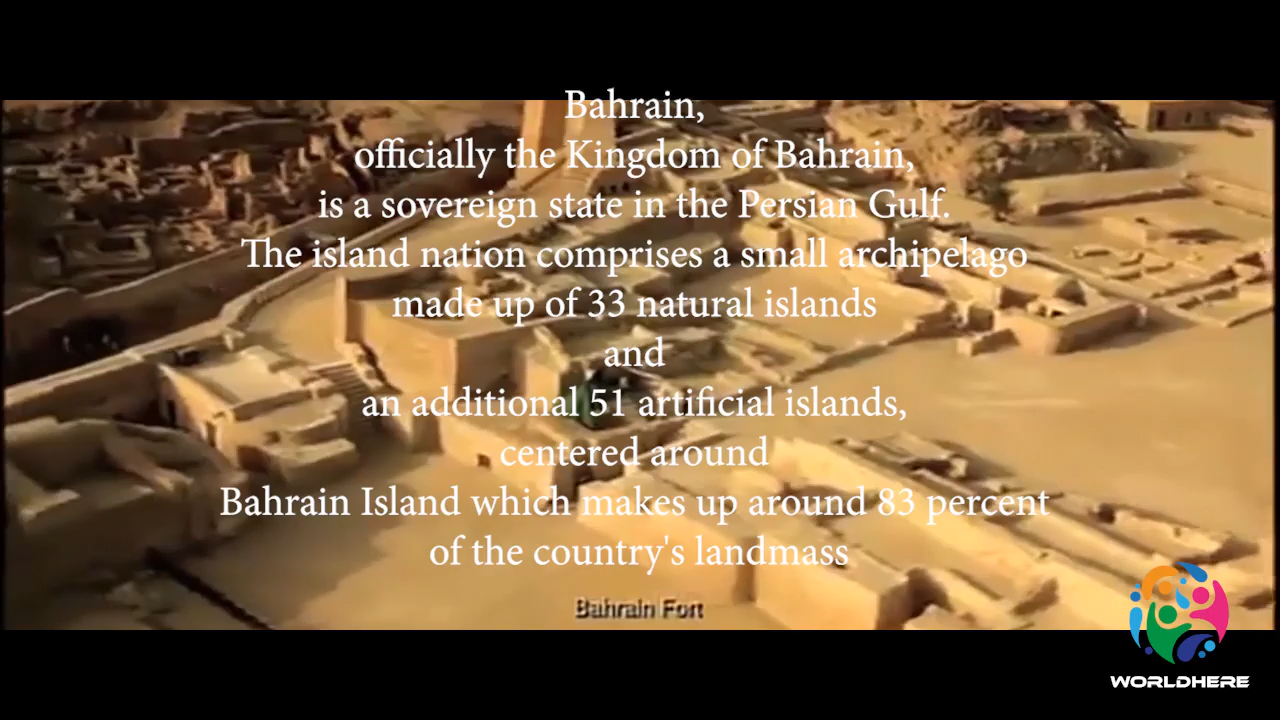 Bahrain,
officially the Kingdom of Bahrain,
is a sovereign state in the Persian Gulf.
The island nation comprises a small archipelago
made up of 33 natural islands
and
an additional 51 artificial islands,
centered around
Bahrain Island which makes up around 83 percent
of the country's landmass
Bahrain Fort
WORLDHERE